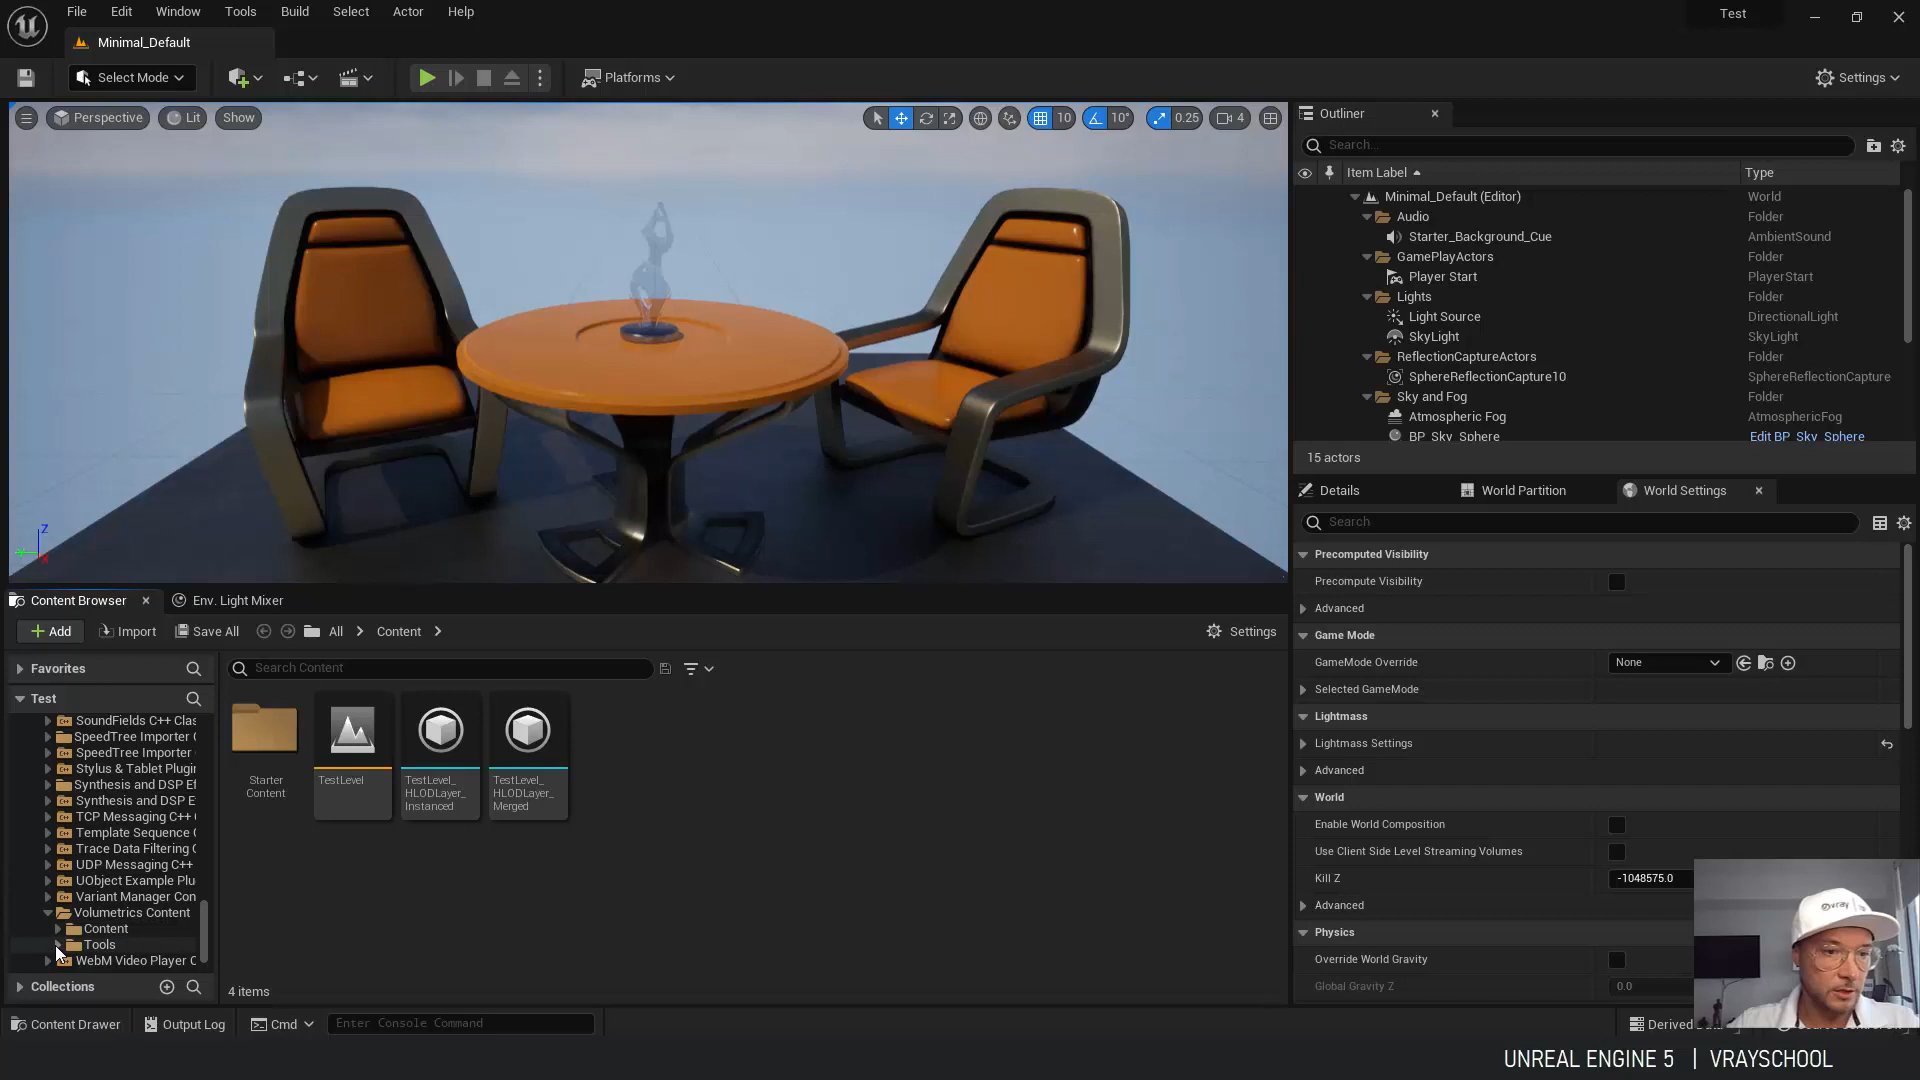 File Edit Window Tools Build Select Actor Help
Test
Minimal_Default
Select Mode
Platforms
Settings
Perspective Lit Show
10 10° 0.25 4
Z
Outliner
Search...
Item Label Type
Minimal_Default (Editor) World
Audio Folder
Starter_Background_Cue AmbientSound
GamePlayActors Folder
Player Start PlayerStart
Lights Folder
Light Source DirectionalLight
SkyLight SkyLight
ReflectionCaptureActors Folder
SphereReflectionCapture10 SphereReflectionCapture
Sky and Fog Folder
Atmospheric Fog AtmosphericFog
BP_Sky_Sphere Edit BP_Sky_Sphere
15 actors
Details World Partition World Settings
Search
Precomputed Visibility
Precompute Visibility
Advanced
Game Mode
GameMode Override None
Selected GameMode
Lightmass
Lightmass Settings
Advanced
World
Enable World Composition
Use Client Side Level Streaming Volumes
Kill Z -1048575.0
Advanced
Physics
Override World Gravity
Global Gravity Z 0.0
Content Browser Env. Light Mixer
Add Import Save All All Content Settings
Favorites
Search Content
Test
SoundFields C++ Clas
SpeedTree Importer C
SpeedTree Importer
Stylus & Tablet Plugin
Synthesis and DSP Ef
Synthesis and DSP E
TCP Messaging C++
Template Sequence C
Trace Data Filtering C
UDP Messaging C++
UObject Example Plu
Variant Manager Con
Volumetrics Content
Content
Tools
WebM Video Player C
Collections
Starter
Content
TestLevel
TestLevel_
HLODLayer_
Instanced
TestLevel_
HLODLayer_
Merged
4 items
Content Drawer Output Log Cmd Enter Console Command
Derived
vray
UNREAL ENGINE 5 | VRAYSCHOOL